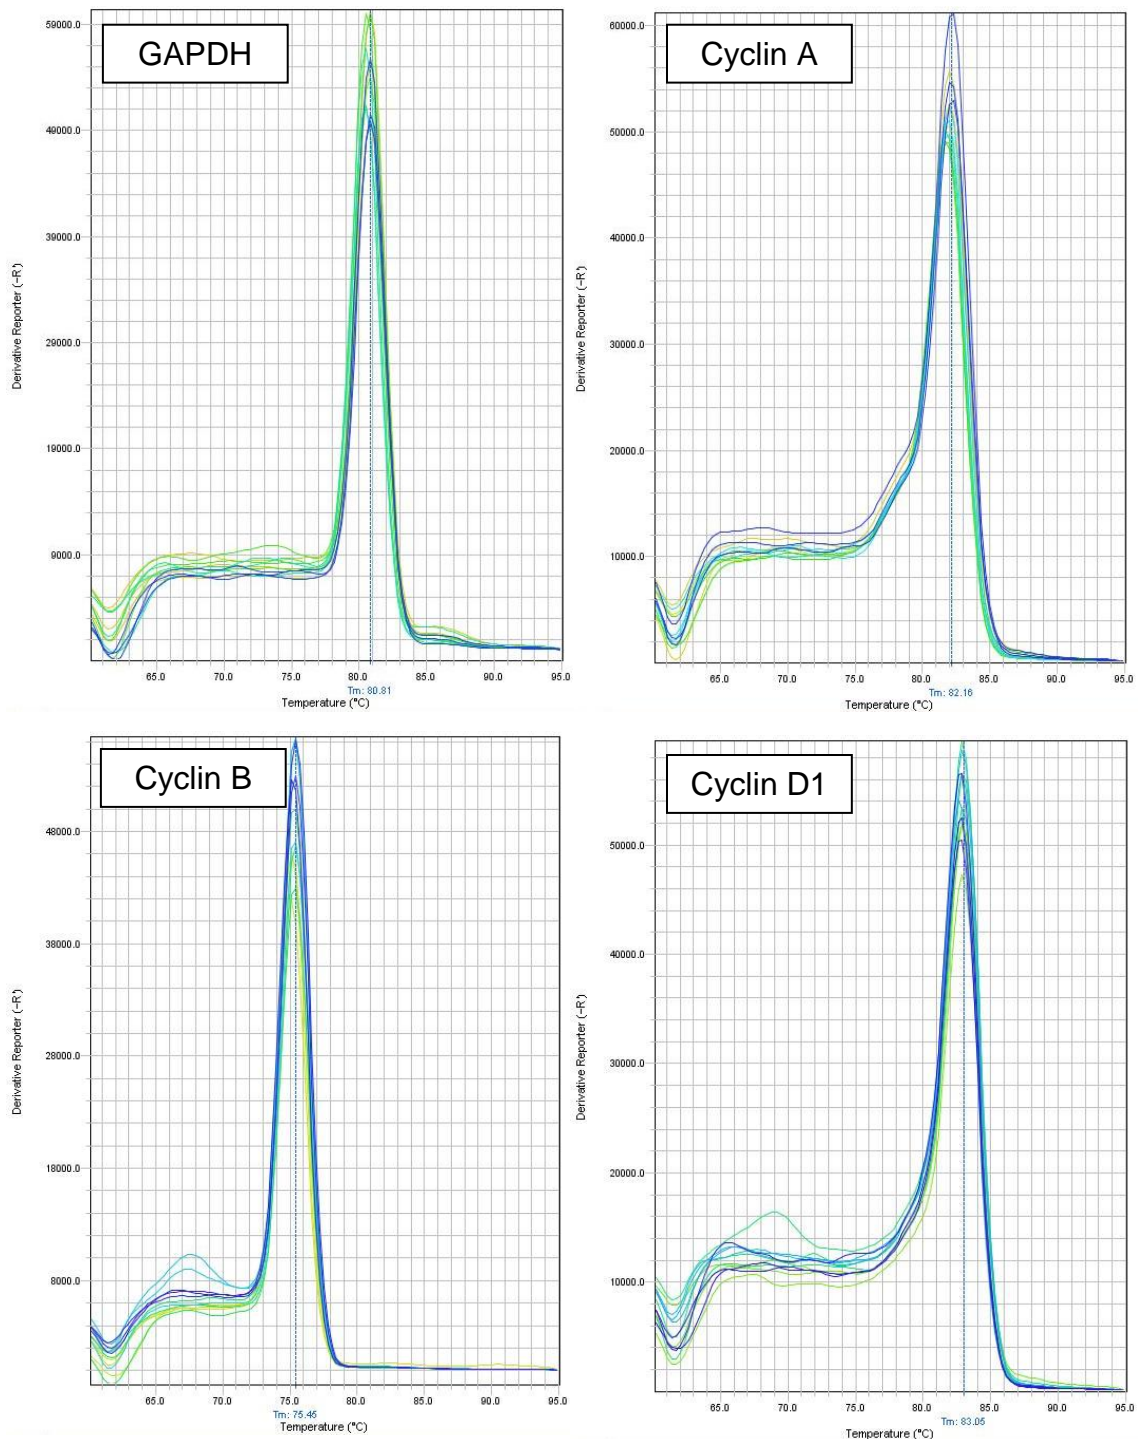 GAPDH
59000.0
49000.0
39000.0
29000.0
19000.0
9000.0
Derivative Reporter (-R')
65.0 70.0 75.0 80.0 85.0 90.0 95.0
Tm: 80.81
Temperature (°C)
Cyclin A
60000.0
50000.0
40000.0
30000.0
20000.0
10000.0
Derivative Reporter (-R')
65.0 70.0 75.0 80.0 85.0 90.0 95.0
Tm: 82.16
Temperature (°C)
Cyclin B
48000.0
38000.0
28000.0
18000.0
8000.0
Derivative Reporter (-R')
65.0 70.0 75.0 80.0 85.0 90.0 95.0
Tm: 75.45
Temperature (°C)
Cyclin D1
50000.0
40000.0
30000.0
20000.0
10000.0
Derivative Reporter (-R')
65.0 70.0 75.0 80.0 85.0 90.0 95.0
Tm: 83.05
Temperature (°C)